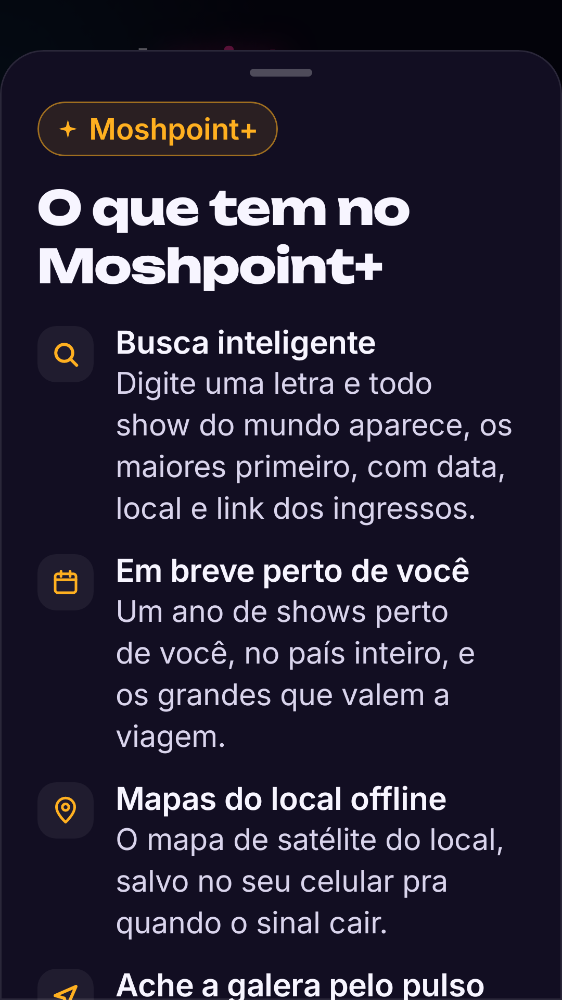 Moshpoint+
O que tem no
Moshpoint+
Busca inteligente
Digite uma letra e todo
show do mundo aparece, os
maiores primeiro, com data,
local e link dos ingressos.
Em breve perto de você
Um ano de shows perto
de você, no país inteiro, e
os grandes que valem a
viagem.
Mapas do local offline
O mapa de satélite do local,
salvo no seu celular pra
quando o sinal cair.
Ache a galera pelo pulso